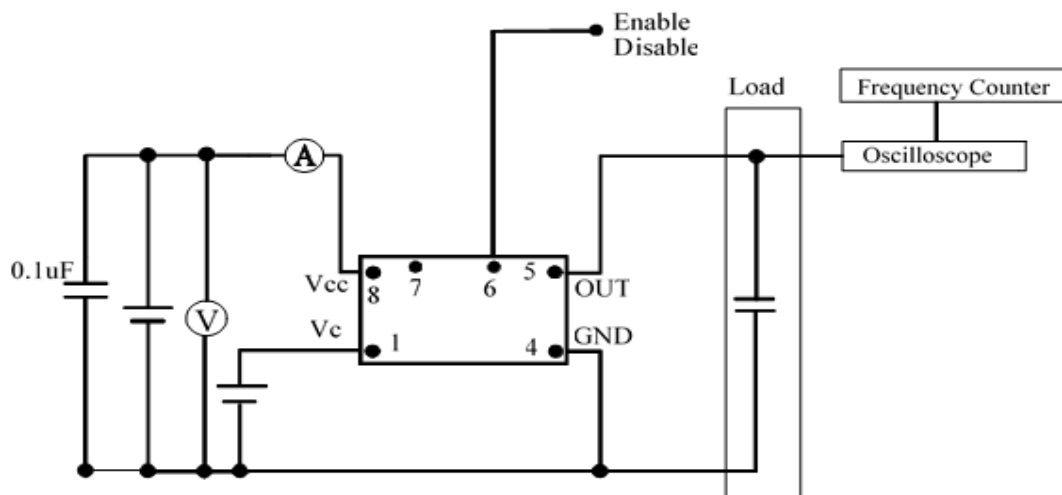 Enable
Disable
Load
Frequency Counter
Oscilloscope
A
0.1uF
Vcc
8
7
6
5
OUT
V
Vc
1
4
GND